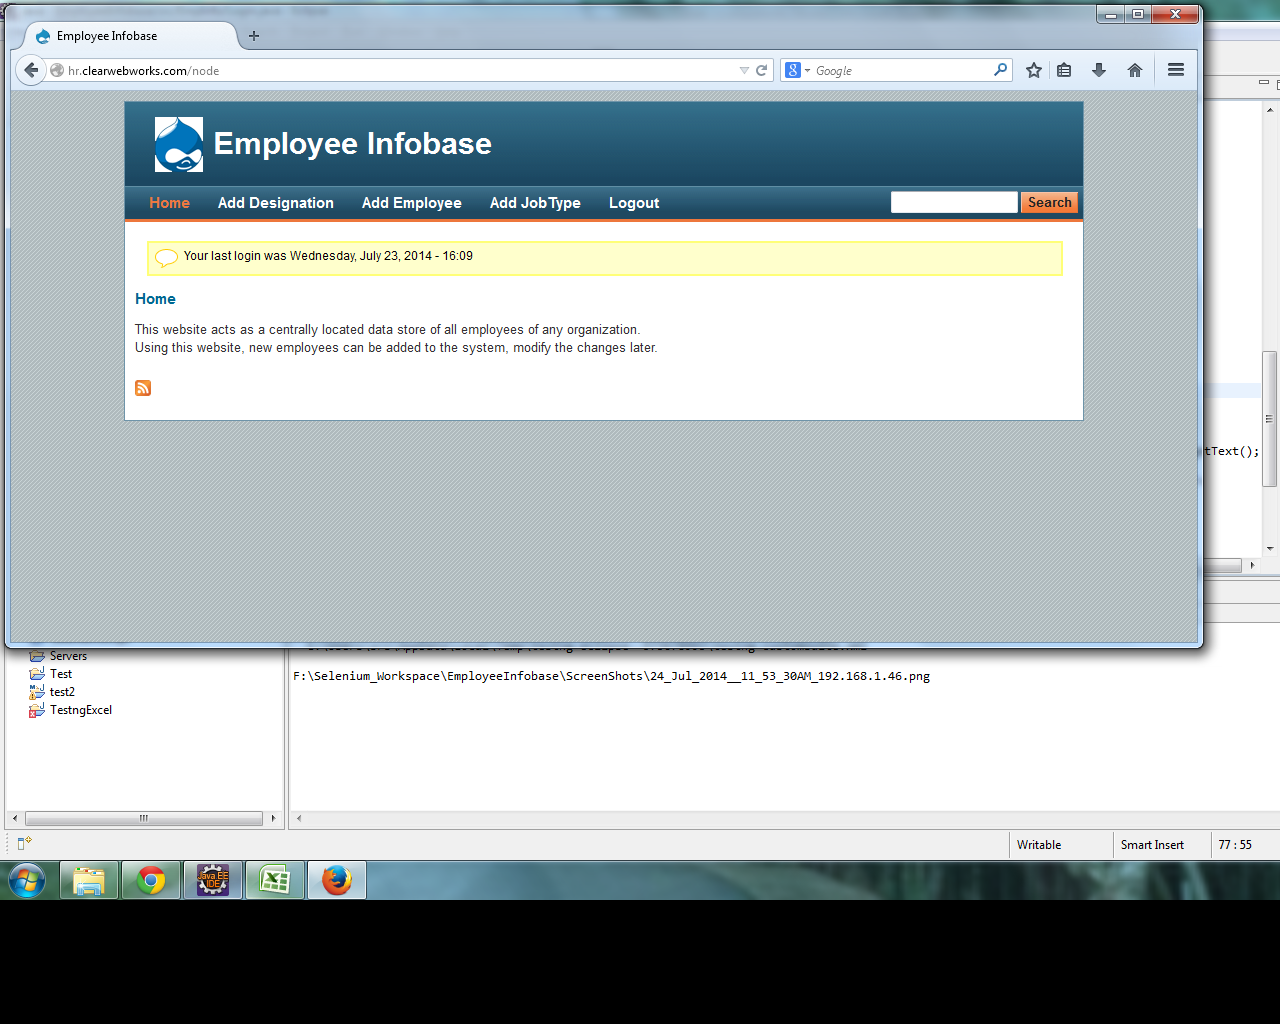 Employee Infobase
hr.clearwebworks.com/node
Google
Employee Infobase
Home Add Designation Add Employee Add JobType Logout Search
Your last login was Wednesday, July 23, 2014 - 16:09
Home
This website acts as a centrally located data store of all employees of any organization.
Using this website, new employees can be added to the system, modify the changes later.
tText();
Servers
Test
test2
TestngExcel
F:\Selenium_Workspace\EmployeeInfobase\ScreenShots\24_Jul_2014__11_53_30AM_192.168.1.46.png
Writable Smart Insert 77 : 55
Java EE
IDE